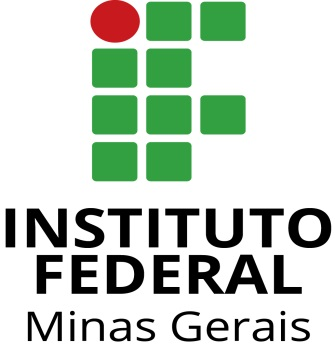 INSTITUTO
FEDERAL
Minas Gerais